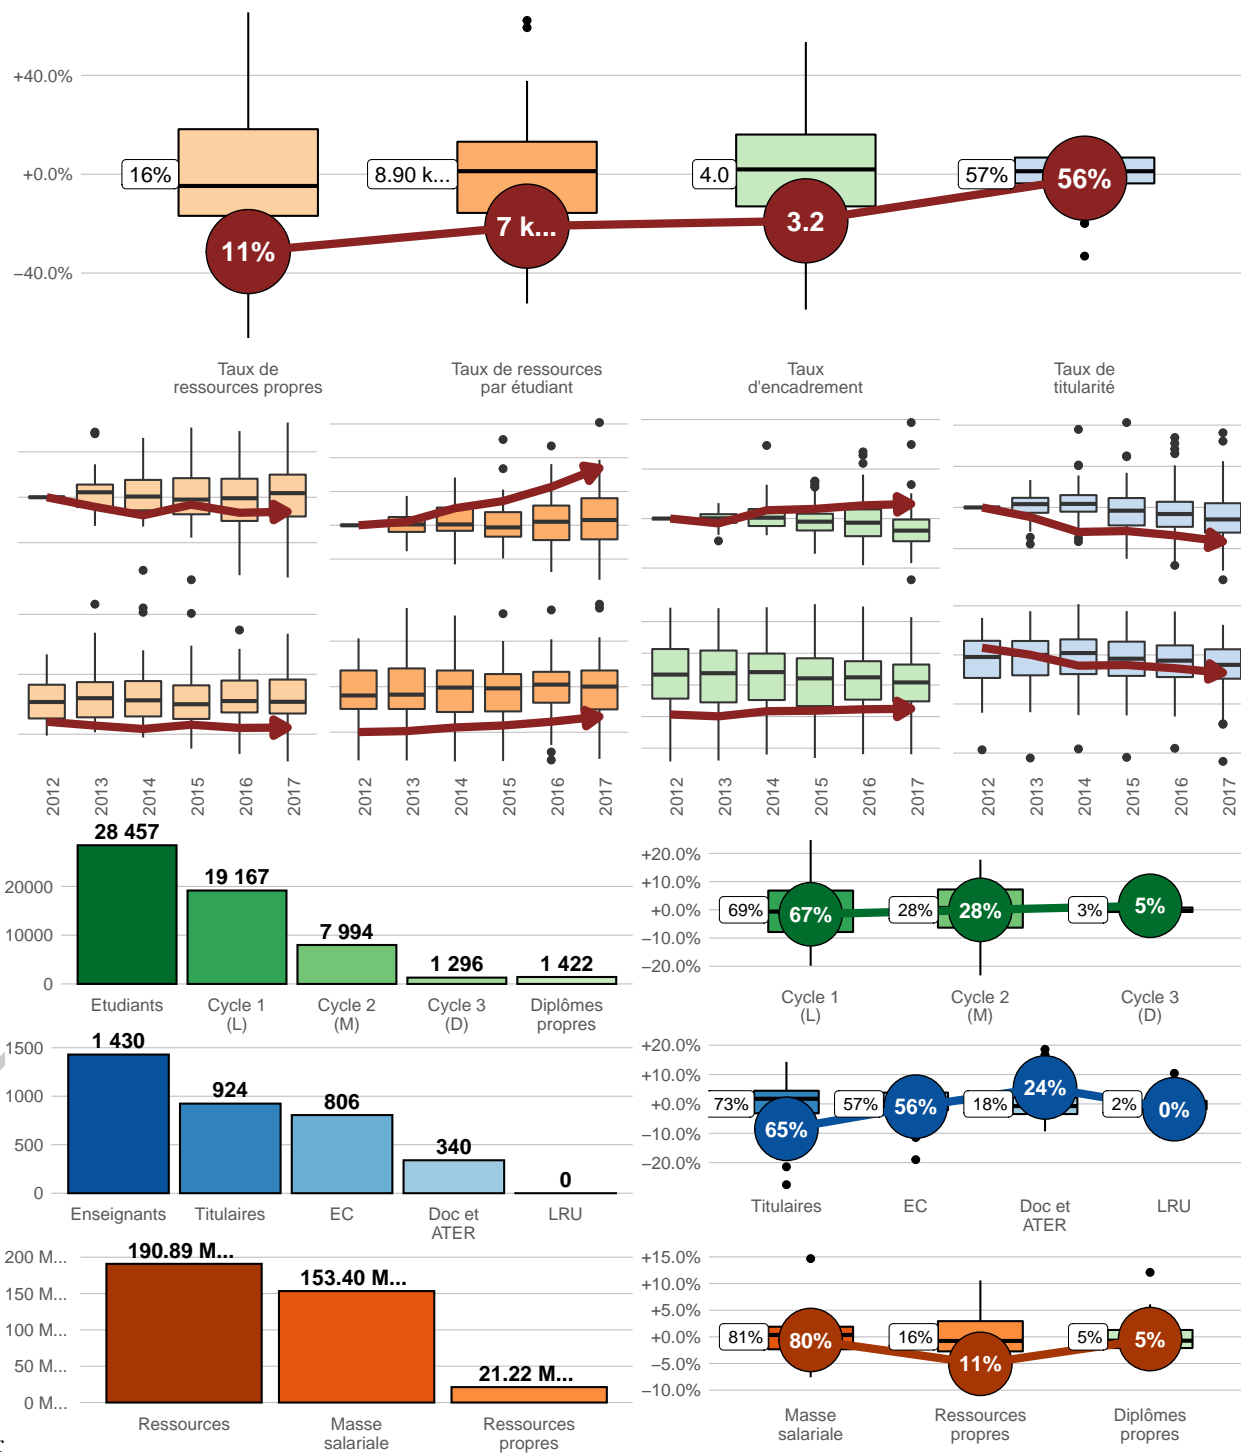 +40.0%
+0.0%
−40.0%
16%
8.90 k...
4.0
57%
11%
7 k...
3.2
56%
Taux de
ressources propres
Taux de ressources
par étudiant
Taux
d'encadrement
Taux de
titularité
2012
2013
2014
2015
2016
2017
2012
2013
2014
2015
2016
2017
2012
2013
2014
2015
2016
2017
2012
2013
2014
2015
2016
2017
28 457
19 167
7 994
1 296
1 422
20000
10000
0
Etudiants
Cycle 1
(L)
Cycle 2
(M)
Cycle 3
(D)
Diplômes
propres
+20.0%
+10.0%
+0.0%
−10.0%
−20.0%
69%
67%
28%
28%
3%
5%
Cycle 1
(L)
Cycle 2
(M)
Cycle 3
(D)
1500
1000
500
0
1 430
924
806
340
0
Enseignants
Titulaires
EC
Doc et
ATER
LRU
+20.0%
+10.0%
+0.0%
−10.0%
−20.0%
73%
65%
57%
56%
18%
24%
2%
0%
Titulaires
EC
Doc et
ATER
LRU
200 M...
150 M...
100 M...
50 M...
0 M...
190.89 M...
153.40 M...
21.22 M...
Ressources
Masse
salariale
Ressources
propres
+15.0%
+10.0%
+5.0%
+0.0%
−5.0%
−10.0%
81%
80%
16%
11%
5%
5%
Masse
salariale
Ressources
propres
Diplômes
propres